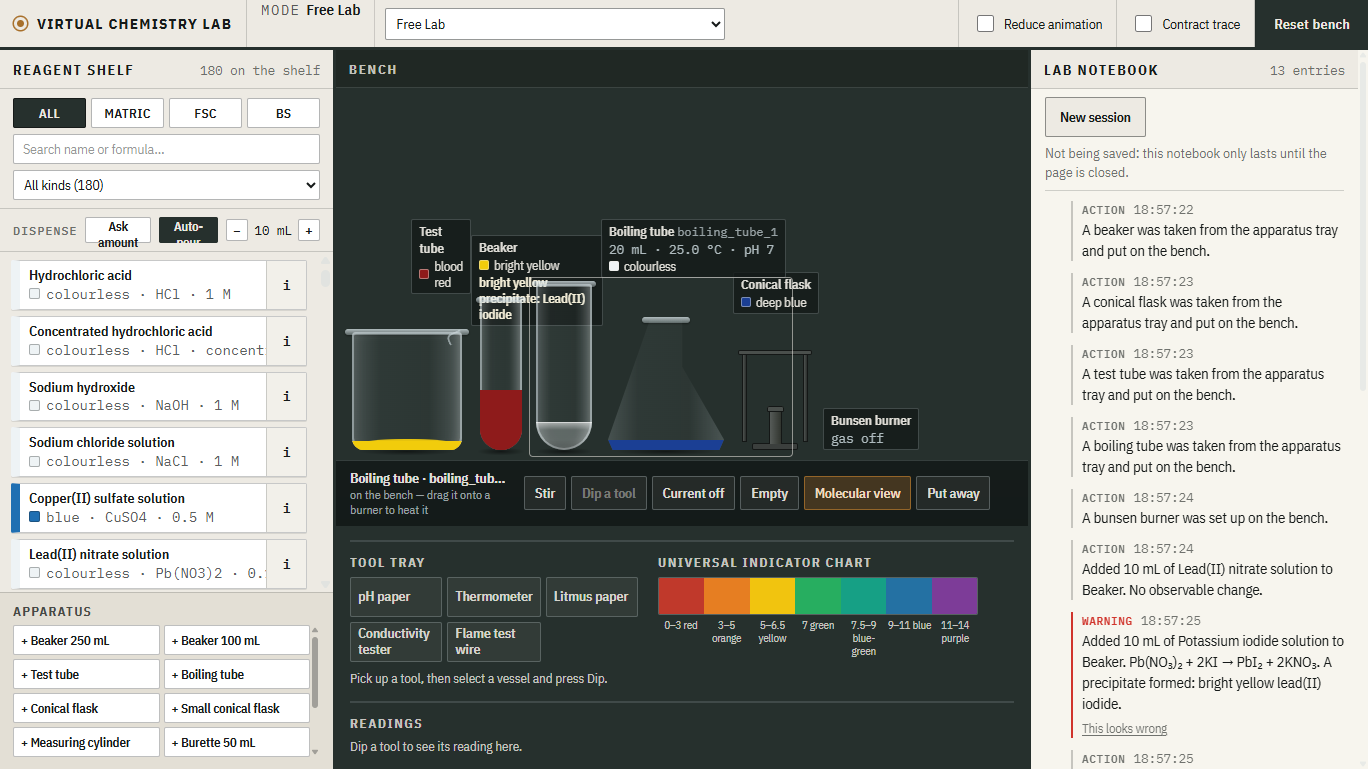 VIRTUAL CHEMISTRY LAB
MODE Free Lab
Free Lab
Reduce animation
Contract trace
Reset bench
REAGENT SHELF
180 on the shelf
ALL
MATRIC
FSC
BS
Search name or formula...
All kinds (180)
DISPENSE
Ask amount
Auto-pour
− 10 mL +
Hydrochloric acid
colourless · HCl · 1 M
i
Concentrated hydrochloric acid
colourless · HCl · concent
i
Sodium hydroxide
colourless · NaOH · 1 M
i
Sodium chloride solution
colourless · NaCl · 1 M
i
Copper(II) sulfate solution
blue · CuSO4 · 0.5 M
i
Lead(II) nitrate solution
colourless · Pb(NO3)2 · 0.
i
APPARATUS
+ Beaker 250 mL
+ Beaker 100 mL
+ Test tube
+ Boiling tube
+ Conical flask
+ Small conical flask
+ Measuring cylinder
+ Burette 50 mL
BENCH
Test
tube
blood
red
Beaker
bright yellow
bright yellow
precipitate: Lead(II)
iodide
Boiling tube boiling_tube_1
20 mL · 25.0 °C · pH 7
colourless
Conical flask
deep blue
Bunsen burner
gas off
Boiling tube · boiling_tub...
on the bench — drag it onto a
burner to heat it
Stir
Dip a tool
Current off
Empty
Molecular view
Put away
TOOL TRAY
pH paper
Thermometer
Litmus paper
Conductivity
tester
Flame test
wire
Pick up a tool, then select a vessel and press Dip.
UNIVERSAL INDICATOR CHART
0–3 red
3–5
orange
5–6.5
yellow
7 green
7.5–9
blue-
green
9–11 blue
11–14
purple
READINGS
Dip a tool to see its reading here.
LAB NOTEBOOK
13 entries
New session
Not being saved: this notebook only lasts until the
page is closed.
ACTION 18:57:22
A beaker was taken from the apparatus tray
and put on the bench.
ACTION 18:57:23
A conical flask was taken from the
apparatus tray and put on the bench.
ACTION 18:57:23
A test tube was taken from the apparatus
tray and put on the bench.
ACTION 18:57:23
A boiling tube was taken from the apparatus
tray and put on the bench.
ACTION 18:57:24
A bunsen burner was set up on the bench.
ACTION 18:57:24
Added 10 mL of Lead(II) nitrate solution to
Beaker. No observable change.
WARNING 18:57:25
Added 10 mL of Potassium iodide solution to
Beaker. Pb(NO₃)₂ + 2KI → PbI₂ + 2KNO₃. A
precipitate formed: bright yellow lead(II)
iodide.
This looks wrong
ACTION 18:57:25